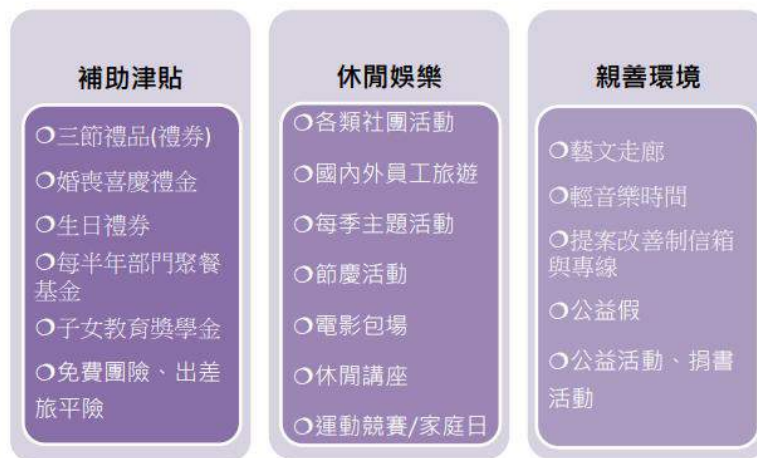 補助津貼
❍三節禮品(禮券)
❍婚喪喜慶禮金
❍生日禮券
❍每半年部門聚餐
基金
❍子女教育獎學金
❍免費團險、出差
旅平險
休閒娛樂
❍各類社團活動
❍國內外員工旅遊
❍每季主題活動
❍節慶活動
❍電影包場
❍休閒講座
❍運動競賽/家庭日
親善環境
❍藝文走廊
❍輕音樂時間
❍提案改善制信箱
與專線
❍公益假
❍公益活動、捐書
活動